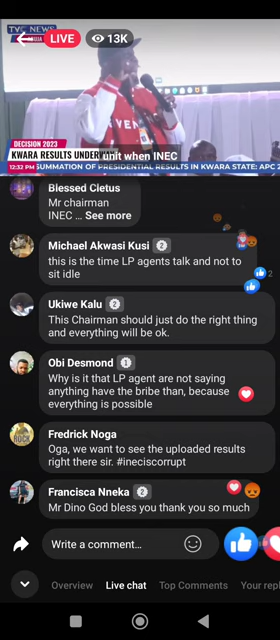 TVC NEWS
LIVE
13K
DECISION 2023
KWARA RESULTS UNDER
unit when INEC
12:32 PM
SUMMATION OF PRESIDENTIAL RESULTS IN KWARA STATE: APC 2
Blessed Cletus
Mr chairman
INEC ... See more
Michael Akwasi Kusi 2
this is the time LP agents talk and not to
sit idle
2
Ukiwe Kalu 2
This Chairman should just do the right thing
and everything will be ok.
Obi Desmond 1
Why is it that LP agent are not saying
anything have the bribe than, because
everything is possible
ROCK
Fredrick Noga
Oga, we want to see the uploaded results
right there sir. #ineciscorrupt
Francisca Nneka 2
Mr Dino God bless you thank you so much
Write a comment...
Overview Live chat Top Comments Your repl